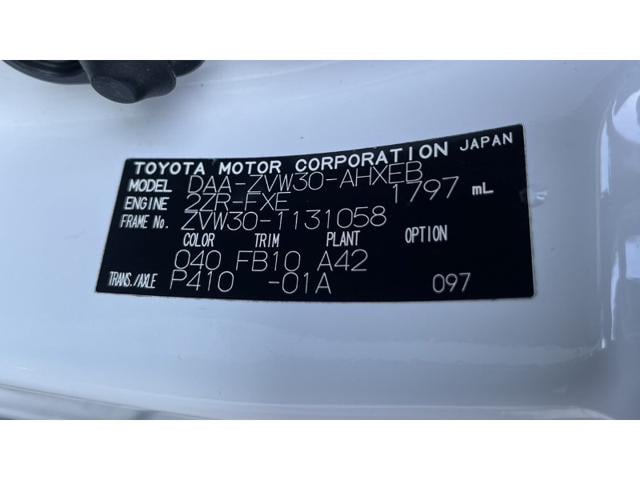 TOYOTA MOTOR CORPORATION JAPAN
MODEL DAA-ZVW30-AHXEB
ENGINE 2ZR-FXE 1797 mL
FRAME No. ZVW30-1131058
COLOR TRIM PLANT OPTION
040 FB10 A42
TRANS./AXLE P410 -01A 097